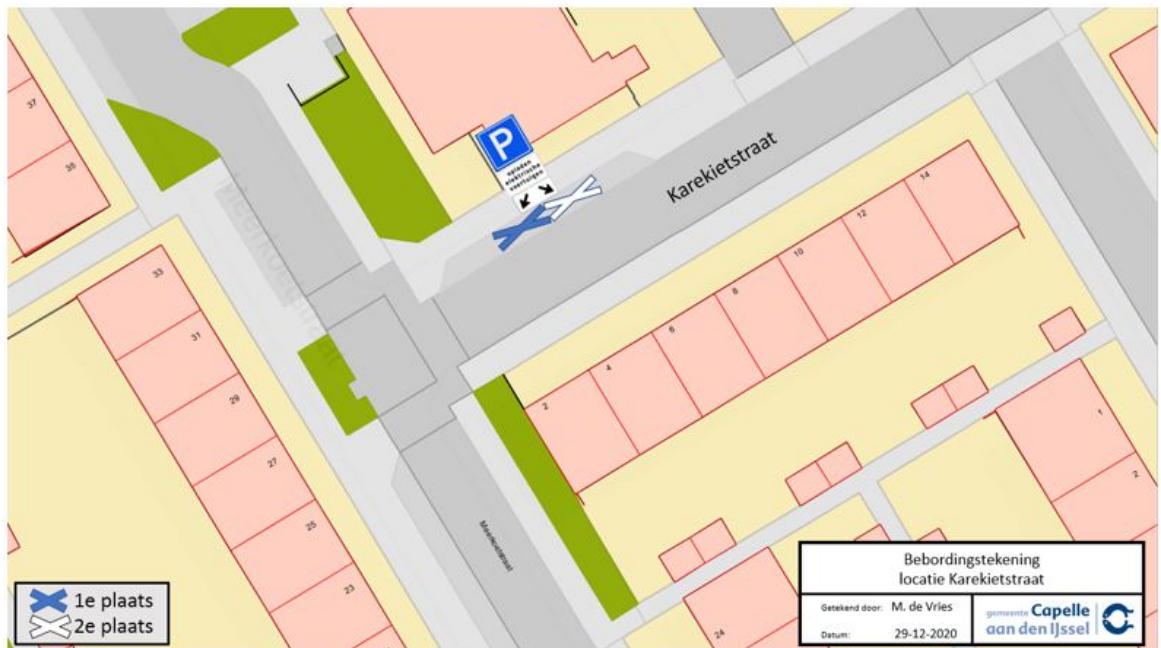 37
35
P
opladen
elektrische
voertuigen
Karekietstraat
14
12
10
8
6
4
2
33
31
29
27
25
23
1
2
24
1e plaats
2e plaats
Bebordingstekening
locatie Karekietstraat
Getekend door: M. de Vries
Datum: 29-12-2020
gemeente Capelle
aan den IJssel